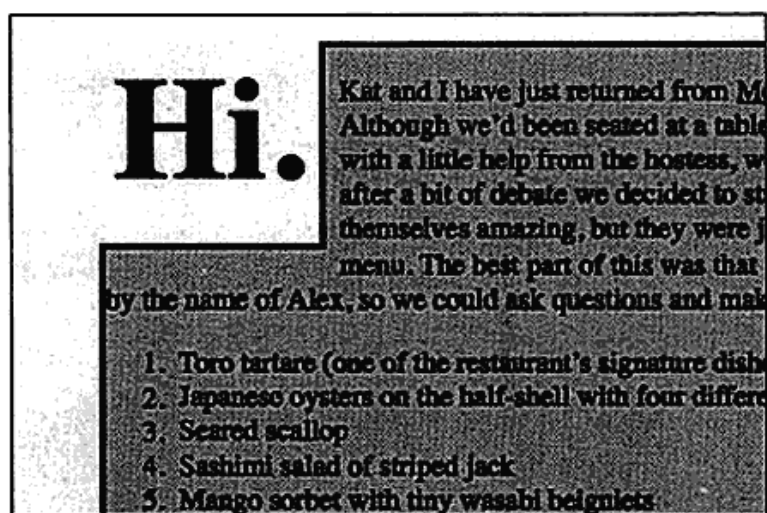 Hi.
Kat and I have just returned from
Although we'd been seated at a table
with a little help from the hostess,
after a bit of debate we decided to
themselves amazing, but they were
menu. The best part of this was that
by the name of Alex, so we could ask questions and
1. Toro tartare (one of the restaurant's signature
2. Japanese oysters on the half-shell with four
3. Seared scallop
4. Sashimi salad of striped jack
5. Mango sorbet with tiny wasabi beigniets